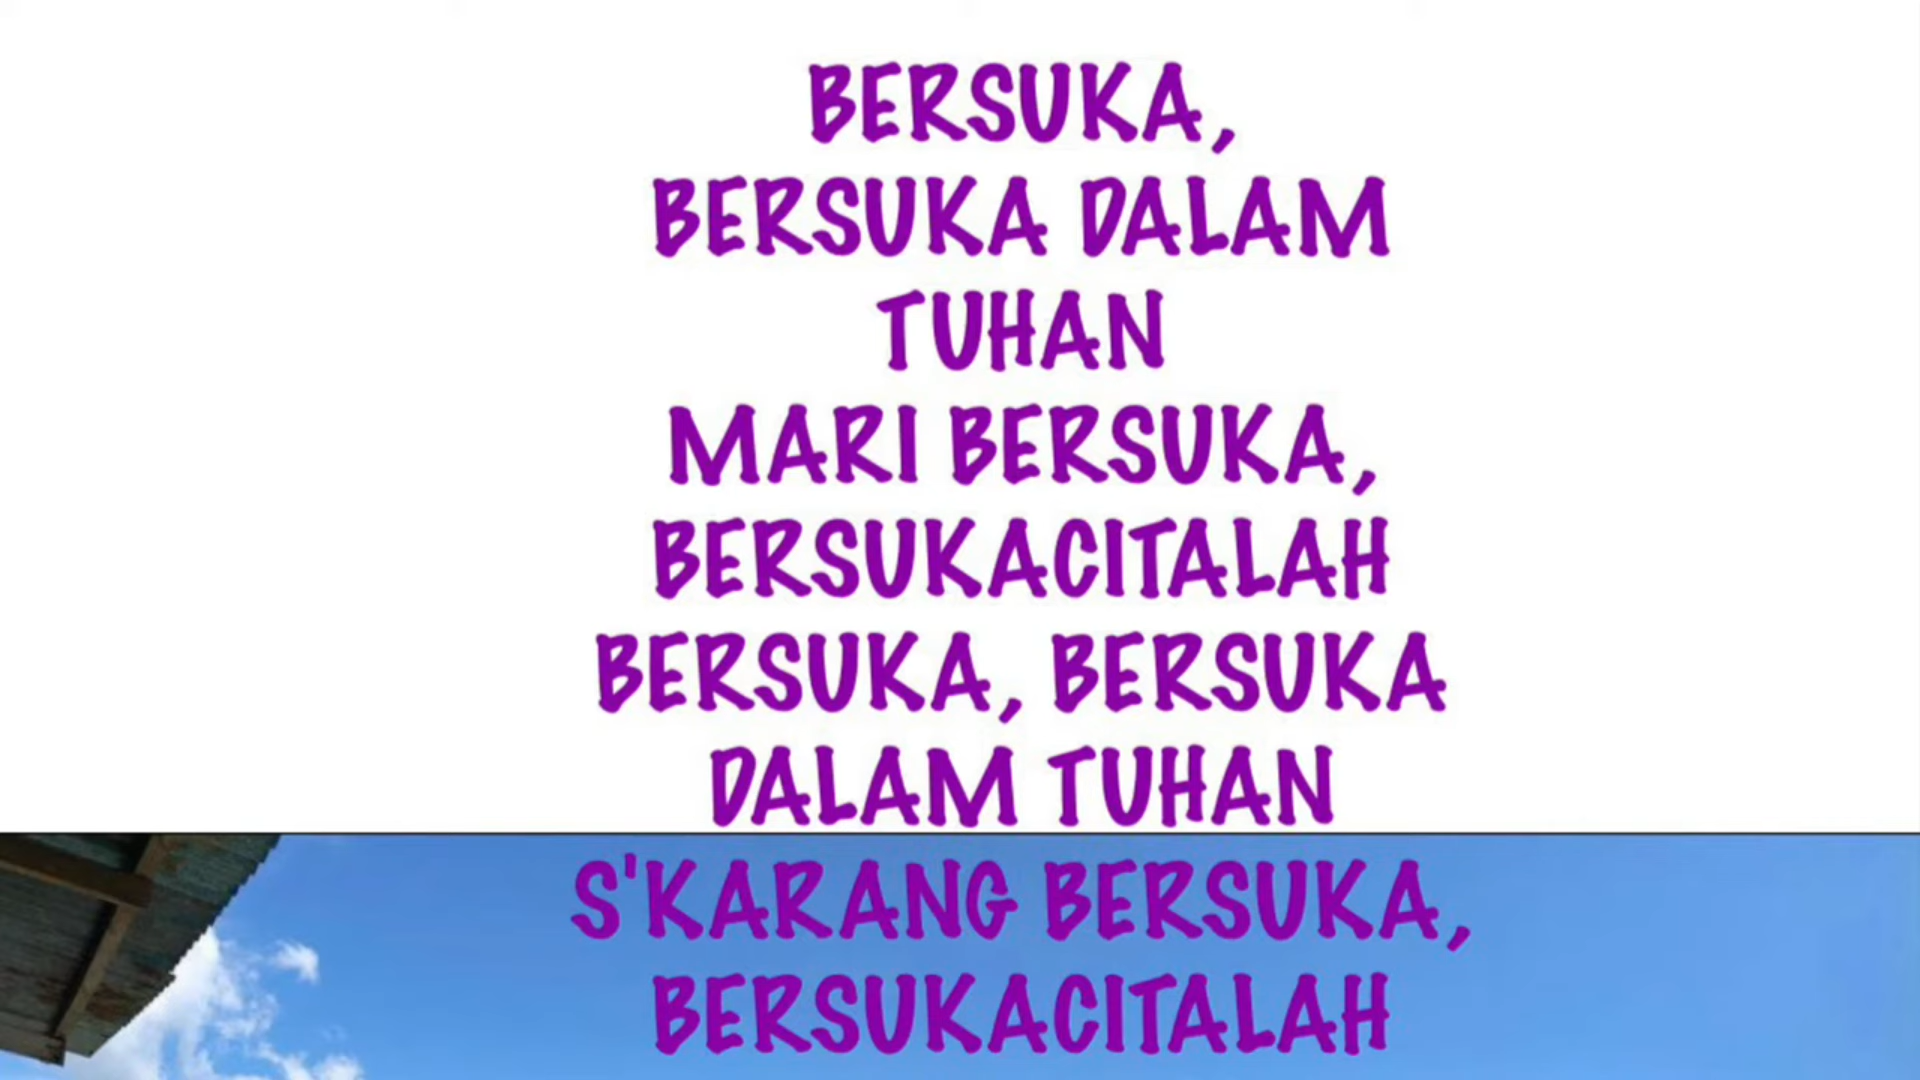 BERSUKA,
BERSUKA DALAM
TUHAN
MARI BERSUKA,
BERSUKACITALAH
BERSUKA, BERSUKA
DALAM TUHAN
S'KARANG BERSUKA,
BERSUKACITALAH